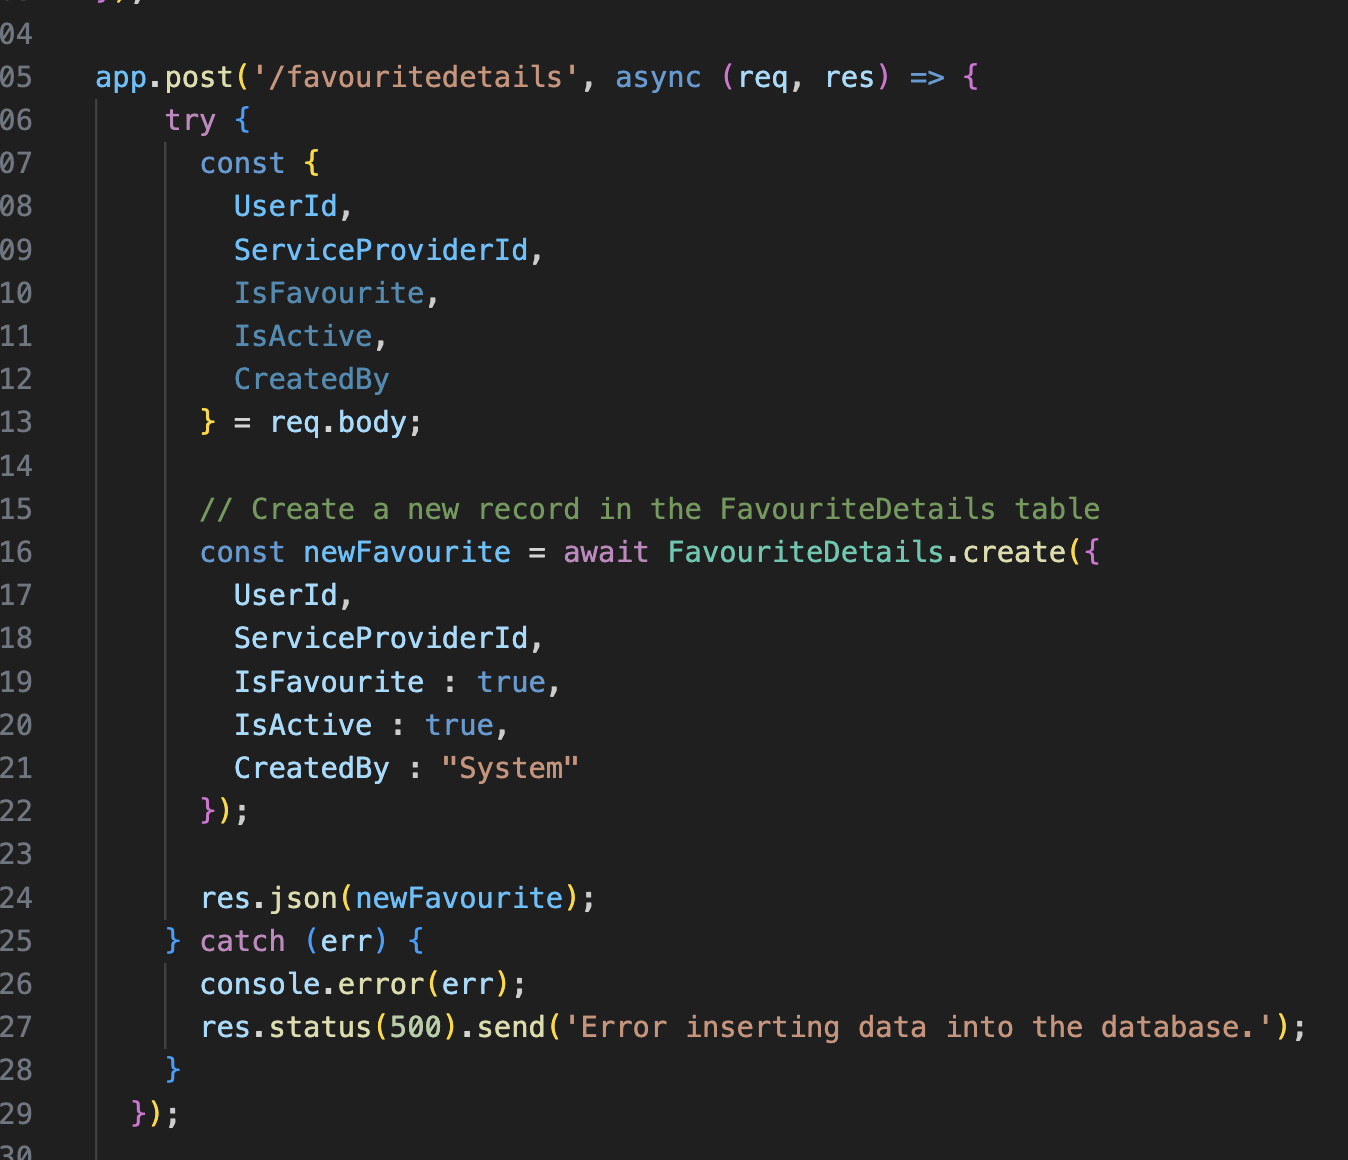 });
04
05 app.post('/favouritedetails', async (req, res) => {
06 try {
07 const {
08 UserId,
09 ServiceProviderId,
10 IsFavourite,
11 IsActive,
12 CreatedBy
13 } = req.body;
14
15 // Create a new record in the FavouriteDetails table
16 const newFavourite = await FavouriteDetails.create({
17 UserId,
18 ServiceProviderId,
19 IsFavourite : true,
20 IsActive : true,
21 CreatedBy : "System"
22 });
23
24 res.json(newFavourite);
25 } catch (err) {
26 console.error(err);
27 res.status(500).send('Error inserting data into the database.');
28 }
29 });
30